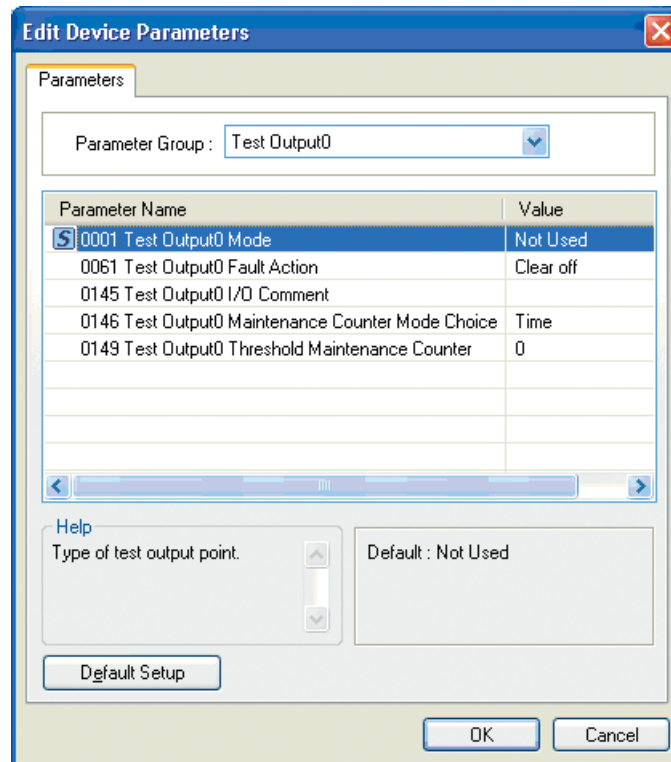 Edit Device Parameters
Parameters
Parameter Group : Test Output0
Parameter Name Value
S 0001 Test Output0 Mode Not Used
0061 Test Output0 Fault Action Clear off
0145 Test Output0 I/O Comment
0146 Test Output0 Maintenance Counter Mode Choice Time
0149 Test Output0 Threshold Maintenance Counter 0
Help
Type of test output point.
Default : Not Used
Default Setup
OK Cancel